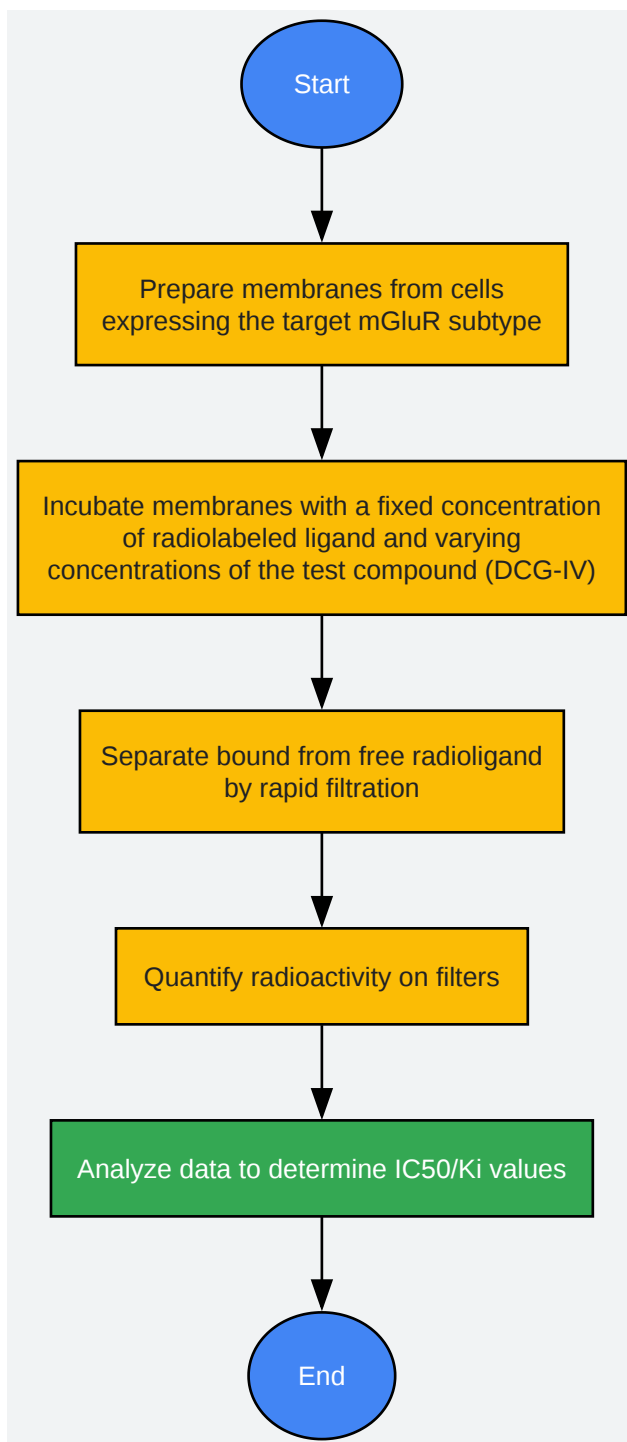 Start
Prepare membranes from cells
expressing the target mGluR subtype
Incubate membranes with a fixed concentration
of radiolabeled ligand and varying
concentrations of the test compound (DCG-IV)
Separate bound from free radioligand
by rapid filtration
Quantify radioactivity on filters
Analyze data to determine IC50/Ki values
End